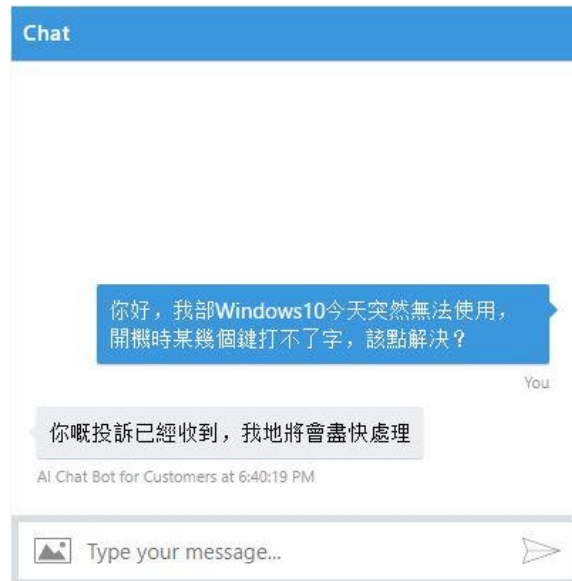 Chat
你好，我部Windows10今天突然無法使用，
開機時某幾個鍵打不了字，該點解決？
You
你嘅投訴已經收到，我地將會盡快處理
AI Chat Bot for Customers at 6:40:19 PM
Type your message...